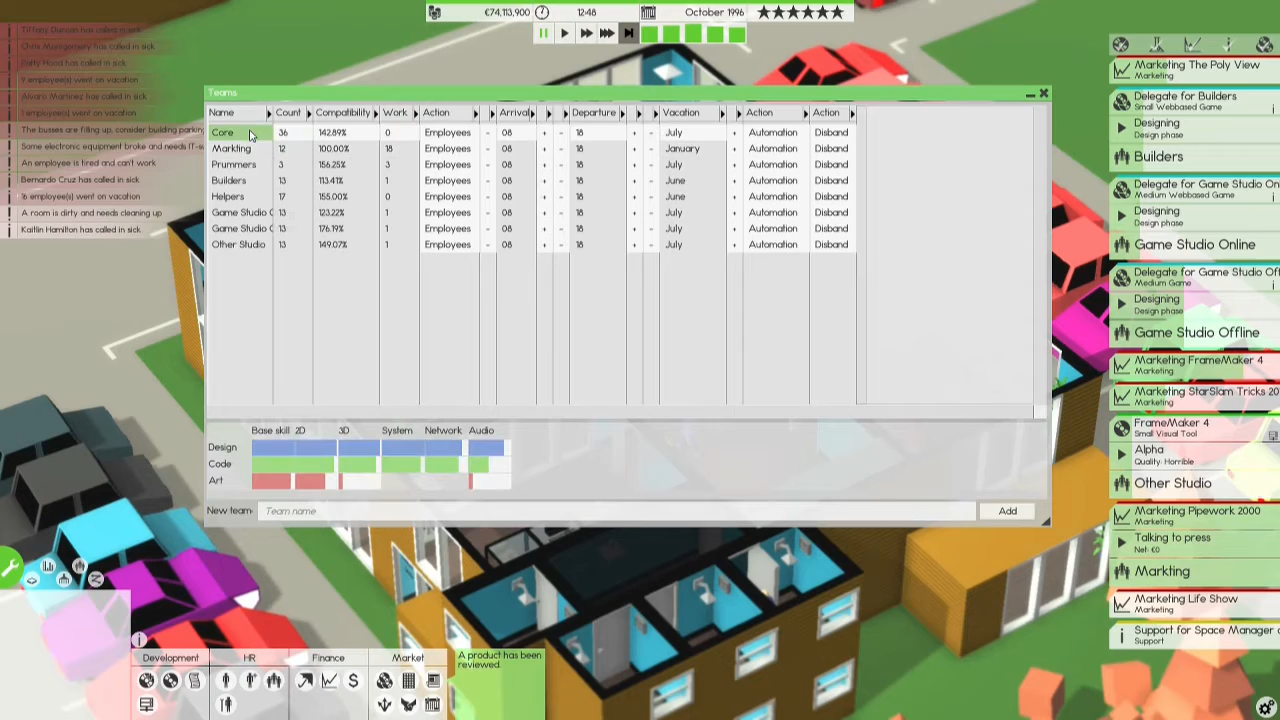 €74,113,900
12:48
October 1996
Tiffany Duncan has called in sick
Chris Montgomery has called in sick
Patty Hood has called in sick
9 employee(s) went on vacation
Alvaro Martinez has called in sick
1 employee(s) went on vacation
The busses are filling up, consider building parking
Some electronic equipment broke and needs IT-su
An employee is tired and can't work
Bernardo Cruz has called in sick
16 employee(s) went on vacation
A room is dirty and needs cleaning up
Kaitlin Hamilton has called in sick
Teams
Name Count Compatibility Work Action Arrival Departure Vacation Action Action
Core 36 142.89% 0 Employees - 08 + - 18 + - July + Automation Disband
Markting 12 100.00% 18 Employees - 08 + - 18 + - January + Automation Disband
Prummers 3 156.25% 3 Employees - 08 + - 18 + - July + Automation Disband
Builders 13 113.41% 1 Employees - 08 + - 18 + - June + Automation Disband
Helpers 17 155.00% 0 Employees - 08 + - 18 + - June + Automation Disband
Game Studio O 13 123.22% 1 Employees - 08 + - 18 + - July + Automation Disband
Game Studio O 13 176.19% 1 Employees - 08 + - 18 + - July + Automation Disband
Other Studio 13 149.07% 1 Employees - 08 + - 18 + - July + Automation Disband
Base skill 2D 3D System Network Audio
Design
Code
Art
New team
Team name
Add
Marketing The Poly View
Marketing
Delegate for Builders
Small Webbased Game
Designing
Design phase
Builders
Delegate for Game Studio On
Medium Webbased Game
Designing
Design phase
Game Studio Online
Delegate for Game Studio Off
Medium Game
Designing
Design phase
Game Studio Offline
Marketing FrameMaker 4
Marketing
Marketing StarSlam Tricks 20
Marketing
FrameMaker 4
Small Visual Tool
Alpha
Quality: Horrible
Other Studio
Marketing Pipework 2000
Marketing
Talking to press
Net: €0
Markting
Marketing Life Show
Marketing
Support for Space Manager
Support
Development HR Finance Market
A product has been
reviewed.